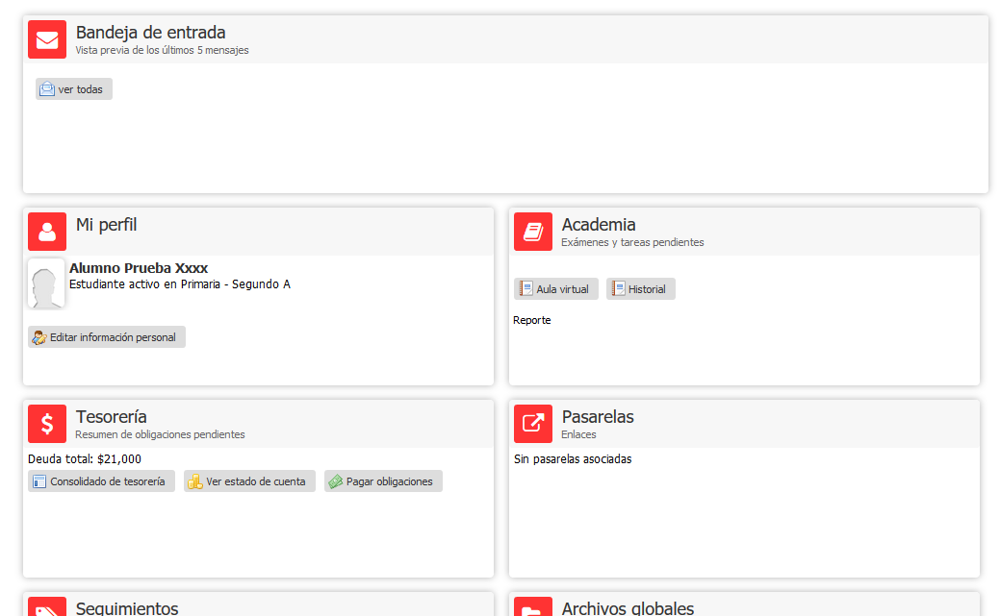 Bandeja de entrada
Vista previa de los últimos 5 mensajes
ver todas
Mi perfil
Alumno Prueba Xxxx
Estudiante activo en Primaria - Segundo A
Editar información personal
Academia
Exámenes y tareas pendientes
Aula virtual
Historial
Reporte
Tesorería
Resumen de obligaciones pendientes
Deuda total: $21,000
Consolidado de tesorería
Ver estado de cuenta
Pagar obligaciones
Pasarelas
Enlaces
Sin pasarelas asociadas
Seguimientos
Archivos globales